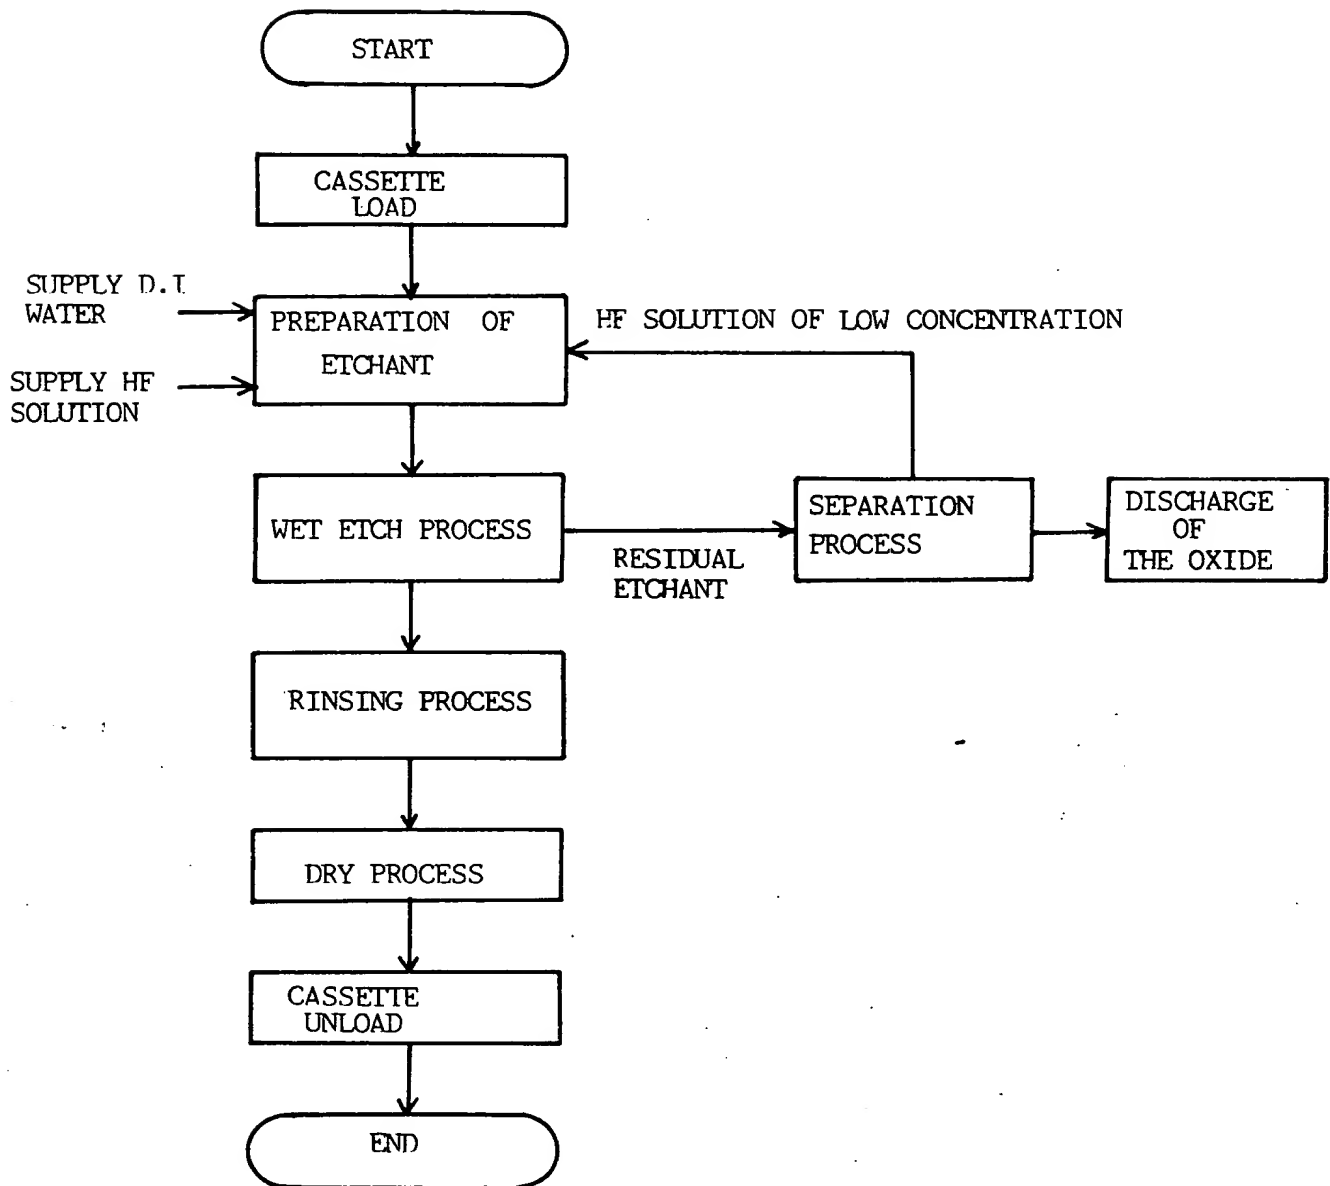 START
CASSETTE
LOAD
SUPPLY D.I
WATER
SUPPLY HF
SOLUTION
PREPARATION OF
ETCHANT
HF SOLUTION OF LOW CONCENTRATION
WET ETCH PROCESS
RESIDUAL
ETCHANT
SEPARATION
PROCESS
DISCHARGE
OF
THE OXIDE
RINSING PROCESS
DRY PROCESS
CASSETTE
UNLOAD
END